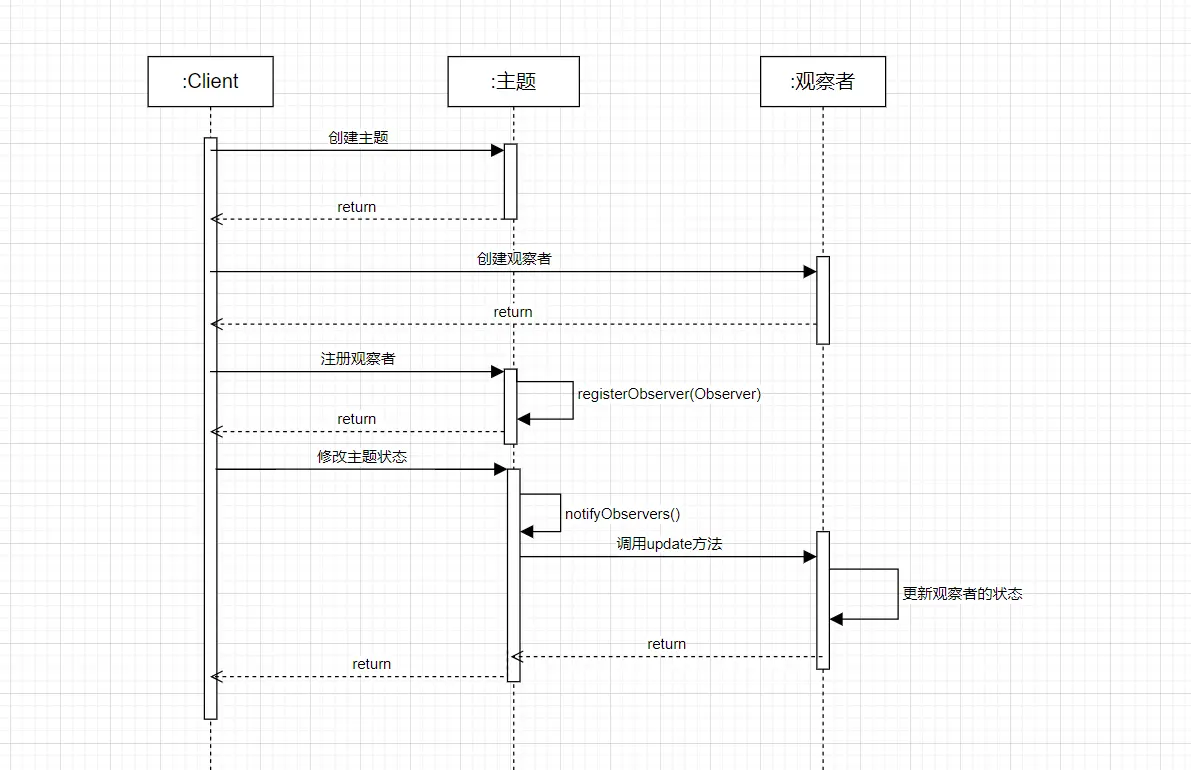 :Client
:主题
:观察者
创建主题
return
创建观察者
return
注册观察者
registerObserver(Observer)
return
修改主题状态
notifyObservers()
调用update方法
更新观察者的状态
return
return